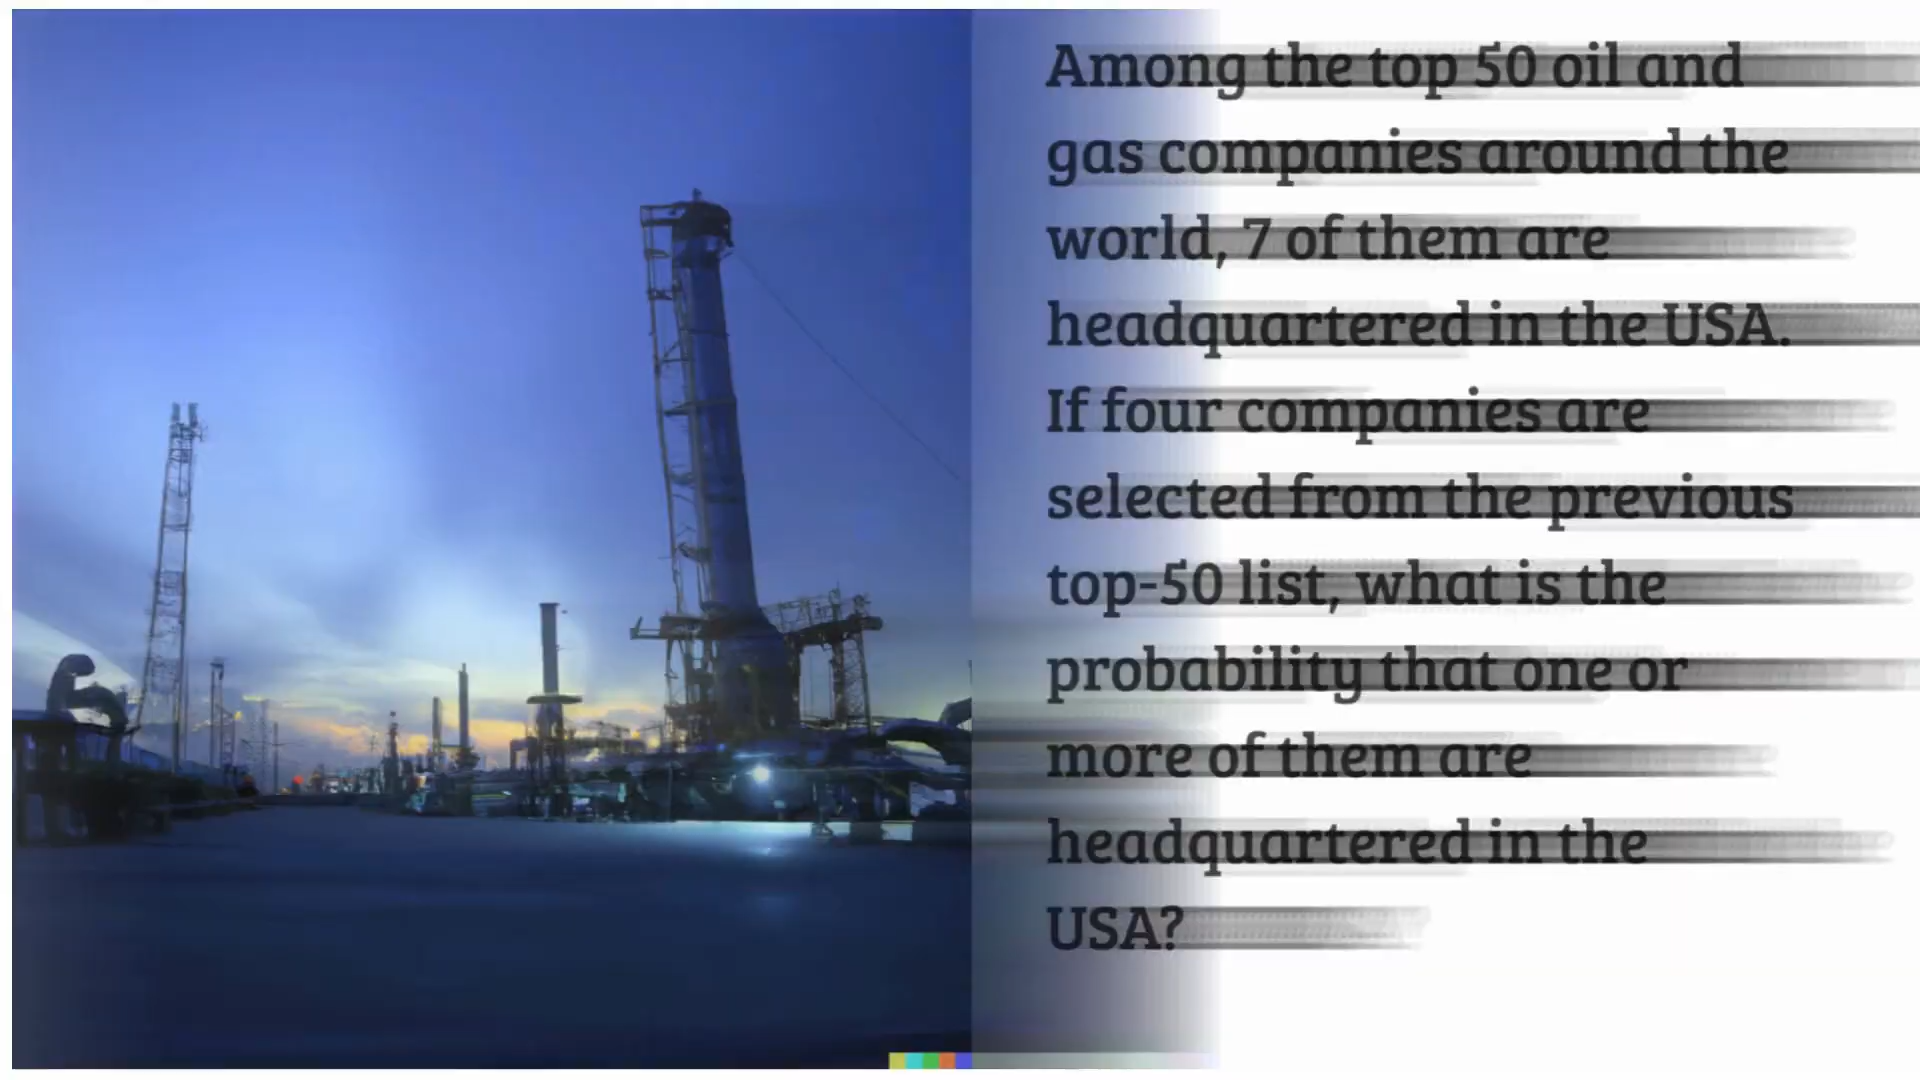 Among the top 50 oil and
gas companies around the
world, 7 of them are
headquartered in the USA.
If four companies are
selected from the previous
top-50 list, what is the
probability that one or
more of them are
headquartered in the
USA?